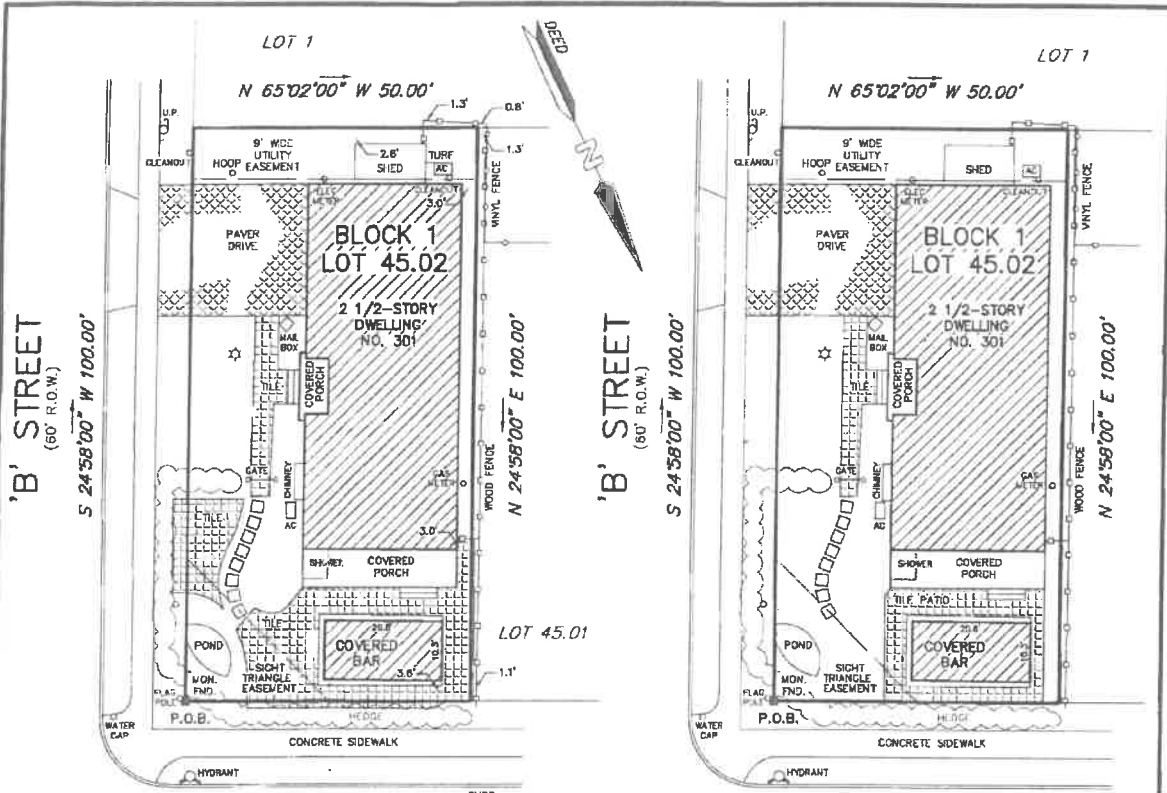 LOT 1
N 65°02'00" W 50.00'
DEED
N
1.3'
0.8'
U.P.
9' WIDE
UTILITY
EASEMENT
CLEANOUT
HOOP
2.6'
SHED
TURF
AC
1.3'
VINYL FENCE
ELEC
METER
CLEANOUT
3.0'
PAVER
DRIVE
BLOCK 1
LOT 45.02
2 1/2-STORY
DWELLING
NO. 301
MAIL
BOX
TILE
COVERED
PORCH
'B' STREET
(60' R.O.W.)
S 24°58'00" W 100.00'
N 24°58'00" E 100.00'
WOOD FENCE
GATE
CHIMNEY
AC
GAS
METER
TILE
3.0'
SHOWER
COVERED
PORCH
TILE
20.6'
COVERED
BAR
10.3'
3.6'
LOT 45.01
1.1'
POND
MON.
FND.
SIGHT
TRIANGLE
EASEMENT
FLAG
POLE
P.O.B.
HEDGE
WATER
CAP
CONCRETE SIDEWALK
HYDRANT
CURB
LOT 1
N 65°02'00" W 50.00'
U.P.
9' WIDE
UTILITY
EASEMENT
CLEANOUT
HOOP
SHED
AC
VINYL FENCE
ELEC
METER
CLEANOUT
PAVER
DRIVE
BLOCK 1
LOT 45.02
2 1/2-STORY
DWELLING
NO. 301
MAIL
BOX
TILE
COVERED
PORCH
'B' STREET
(60' R.O.W.)
S 24°58'00" W 100.00'
N 24°58'00" E 100.00'
WOOD FENCE
GATE
CHIMNEY
AC
GAS
METER
SHOWER
COVERED
PORCH
TILE PATIO
20.6'
COVERED
BAR
10.3'
POND
MON.
FND.
SIGHT
TRIANGLE
EASEMENT
FLAG
POLE
P.O.B.
HEDGE
WATER
CAP
CONCRETE SIDEWALK
HYDRANT